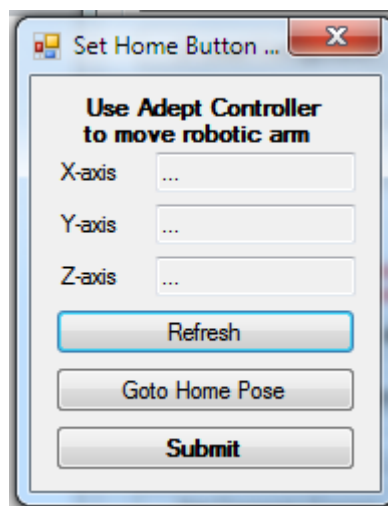 Set Home Button ...
Use Adept Controller
to move robotic arm
X-axis ...
Y-axis ...
Z-axis ...
Refresh
Goto Home Pose
Submit